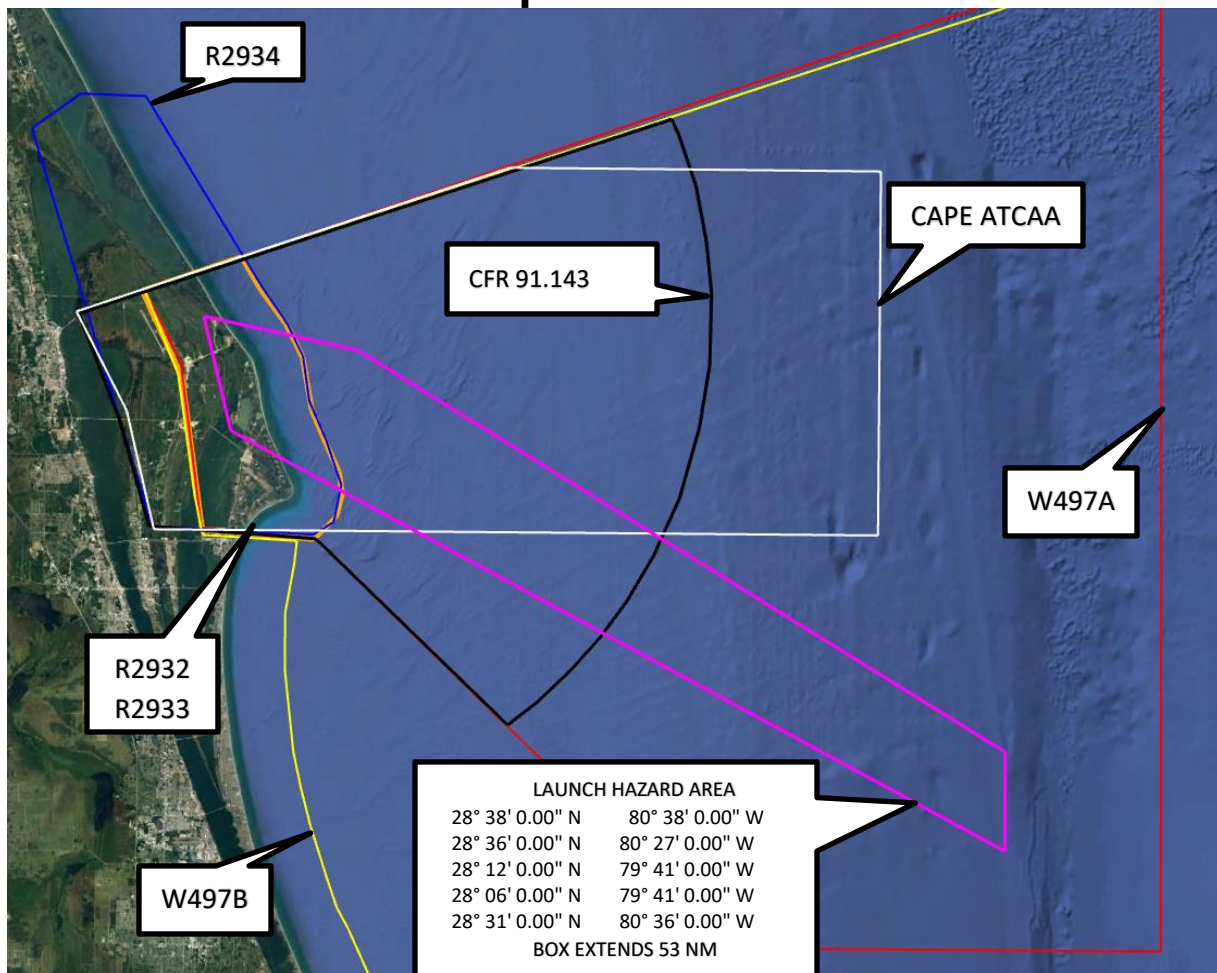 R2934
CAPE ATCAA
CFR 91.143
W497A
R2932
R2933
LAUNCH HAZARD AREA
28° 38' 0.00" N 80° 38' 0.00" W
28° 36' 0.00" N 80° 27' 0.00" W
28° 12' 0.00" N 79° 41' 0.00" W
28° 06' 0.00" N 79° 41' 0.00" W
28° 31' 0.00" N 80° 36' 0.00" W
BOX EXTENDS 53 NM
W497B